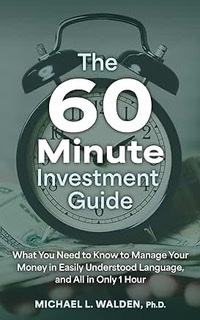 The
60
Minute
Investment
Guide
What You Need to Know to Manage Your
Money in Easily Understood Language,
and All in Only 1 Hour
MICHAEL L. WALDEN, Ph.D.